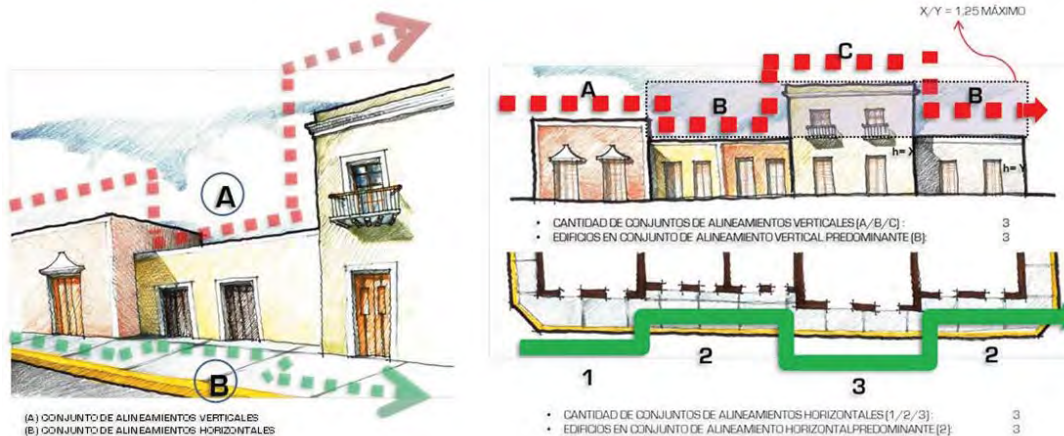 A
B
(A) CONJUNTO DE ALINEAMIENTOS VERTICALES
(B) CONJUNTO DE ALINEAMIENTOS HORIZONTALES
X/Y = 1,25 MÁXIMO
C
A
B
B
h= X
h= Y
• CANTIDAD DE CONJUNTOS DE ALINEAMIENTOS VERTICALES (A/B/C) : 3
• EDIFICIOS EN CONJUNTO DE ALINEAMIENTO VERTICAL PREDOMINANTE (B): 3
1
2
3
2
• CANTIDAD DE CONJUNTOS DE ALINEAMIENTOS HORIZONTALES (1/2/3) : 3
• EDIFICIOS EN CONJUNTO DE ALINEAMIENTO HORIZONTALPREDOMINANTE (2): 3